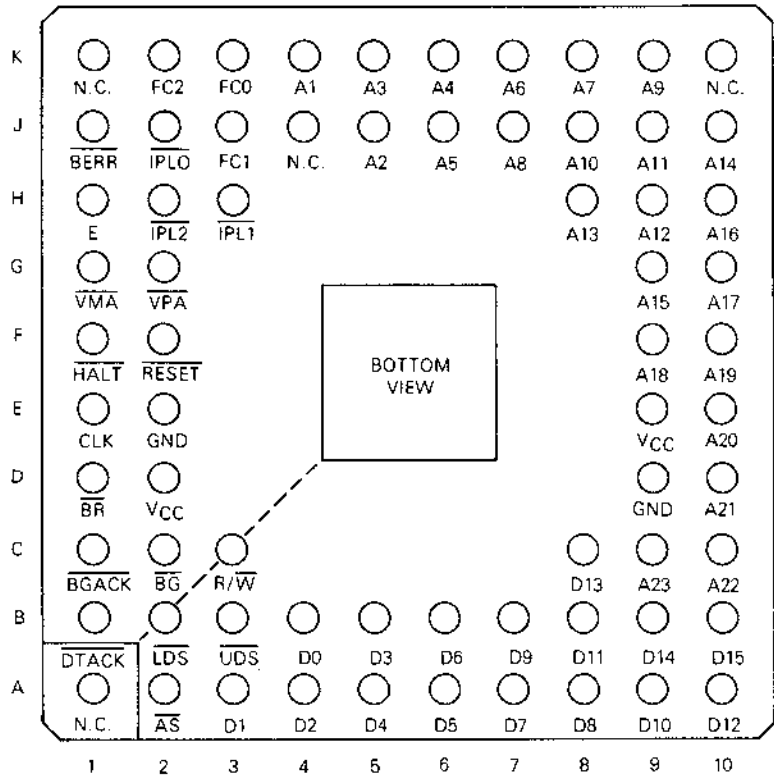 K
N.C. FC2 FC0 A1 A3 A4 A6 A7 A9 N.C.
J
BERR IPL0 FC1 N.C. A2 A5 A8 A10 A11 A14
H
E IPL2 IPL1 A13 A12 A16
G
VMA VPA A15 A17
F
HALT RESET A18 A19
BOTTOM
VIEW
E
CLK GND VCC A20
D
BR VCC GND A21
C
BGACK BG R/W D13 A23 A22
B
DTACK LDS UDS D0 D3 D6 D9 D11 D14 D15
A
N.C. AS D1 D2 D4 D5 D7 D8 D10 D12
1 2 3 4 5 6 7 8 9 10